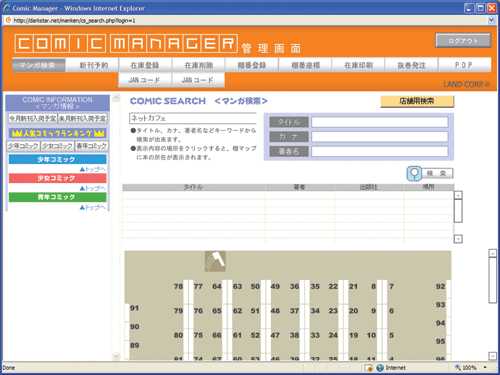 Comic Manager - Windows Internet Explorer
http://darkstar.net/manken/cs_search.php?login=1
COMIC MANAGER 管理画面
ログアウト
マンガ検索 新刊予約 在庫登録 在庫削除 棚番登録 棚番座標 在庫印刷 抜巻発注 POP
JANコード JANコード
LAND CORP.
COMIC INFORMATION
<マンガ情報>
今月新刊入荷予定 来月新刊入荷予定
人気コミックランキング
少年コミック 少女コミック 青年コミック
少年コミック
▲トップへ
少女コミック
▲トップへ
青年コミック
▲トップへ
COMIC SEARCH <マンガ検索>
店舗用検索
ネットカフェ
●タイトル、カナ、著者名などキーワードから
検索が出来ます。
●表示内容の場所をクリックすると、棚マップ
に本の所在が表示されます。
タイトル
カ ナ
著者名
検 索
タイトル 著者 出版社 場所
78 77 64 63 50 49 36 35 22 21 8 7 92
91 79 76 65 62 51 48 37 34 23 20 9 6 93
90
89 80 75 66 61 52 47 38 33 24 19 10 5 94
95
81 74 67 60 53 46 39 32 25 18 11 4 96
Done
Internet
100%